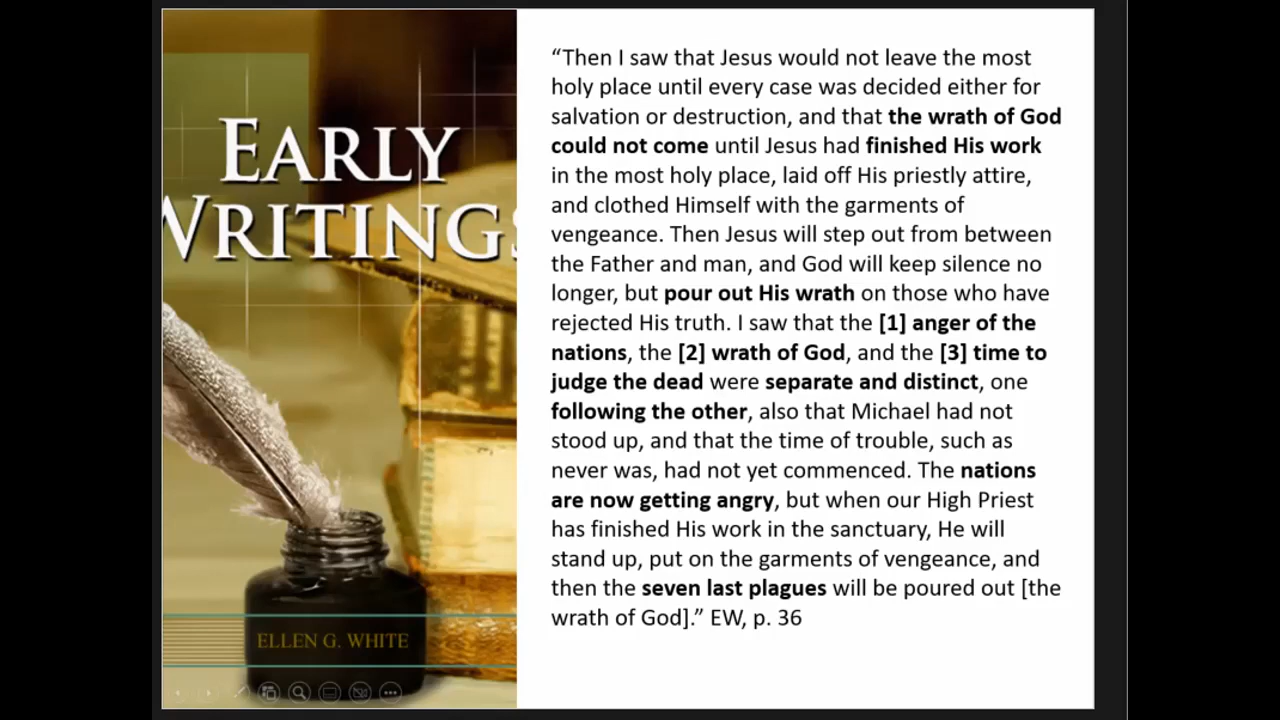 EARLY
WRITINGS
ELLEN G. WHITE
“Then I saw that Jesus would not leave the most
holy place until every case was decided either for
salvation or destruction, and that the wrath of God
could not come until Jesus had finished His work
in the most holy place, laid off His priestly attire,
and clothed Himself with the garments of
vengeance. Then Jesus will step out from between
the Father and man, and God will keep silence no
longer, but pour out His wrath on those who have
rejected His truth. I saw that the [1] anger of the
nations, the [2] wrath of God, and the [3] time to
judge the dead were separate and distinct, one
following the other, also that Michael had not
stood up, and that the time of trouble, such as
never was, had not yet commenced. The nations
are now getting angry, but when our High Priest
has finished His work in the sanctuary, He will
stand up, put on the garments of vengeance, and
then the seven last plagues will be poured out [the
wrath of God].” EW, p. 36